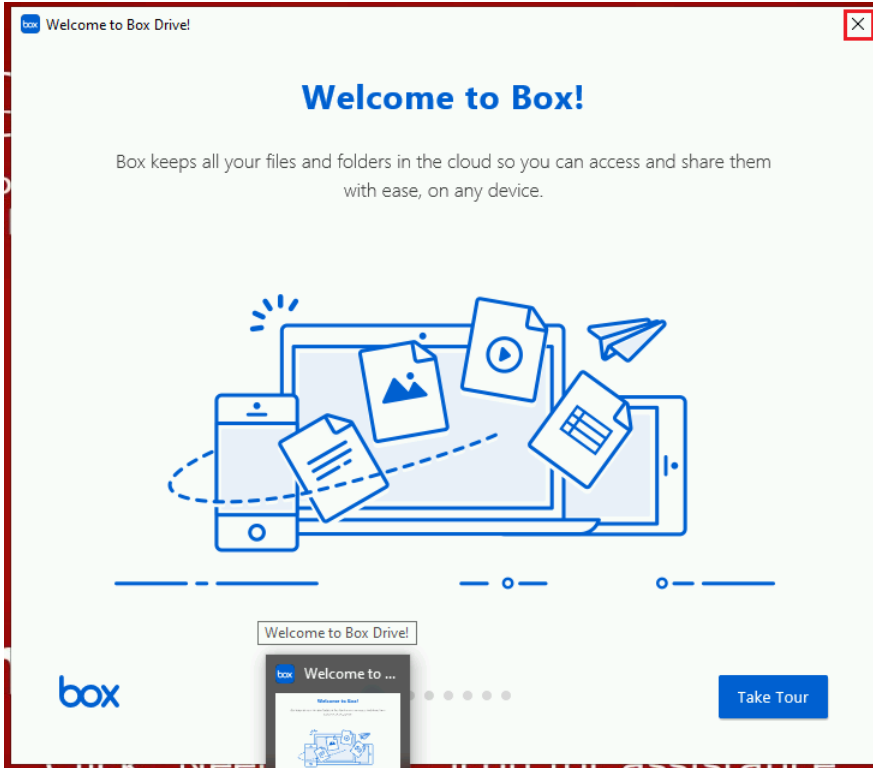 box Welcome to Box Drive!
Welcome to Box!
Box keeps all your files and folders in the cloud so you can access and share them
with ease, on any device.
Welcome to Box Drive!
box Welcome to ...
Welcome to Box!
box
Take Tour